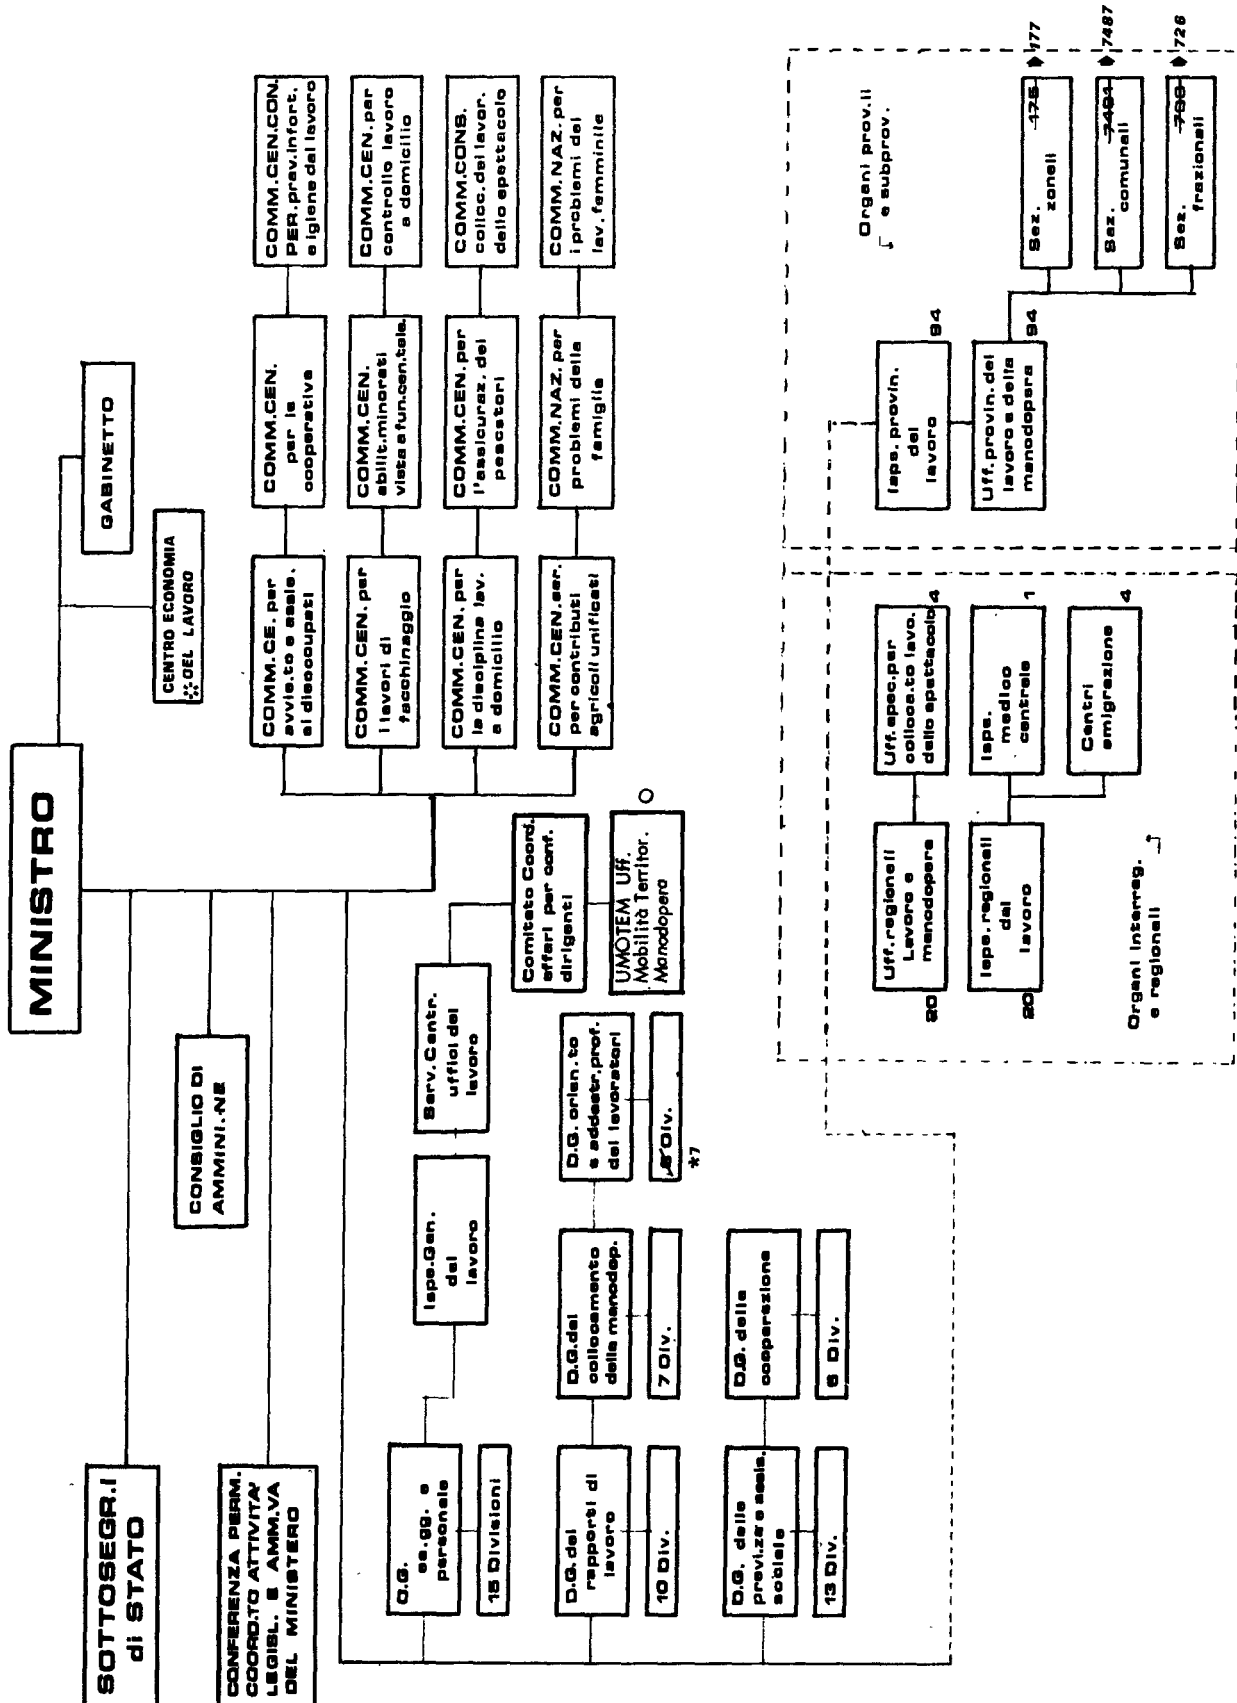 MINISTRO
GABINETTO
CENTRO ECONOMIA
DEL LAVORO
SOTTOSEGR.I
di STATO
CONSIGLIO DI
AMMINI.NE
CONFERENZA PERM.
COORD.TO ATTIVITA'
LEGISL. E AMM.VA
DEL MINISTERO
COMM.CE. per
avvia.to e assis.
ai disoccupati
COMM.CEN.
per le
cooperative
COMM.CEN.CON.
PER.prev.infort.
e igiene del lavoro
COMM.CEN.per
i lavori di
facchinaggio
COMM.CEN.
abilit.minorati
vista a fun.cen.tele.
COMM.CEN.per
controllo lavoro
a domicilio
COMM.CEN.per
la disciplina lav.
a domicilio
COMM.CEN.per
l'assicuraz. dei
pescatori
COMM.CONS.
colloc.dei lavor.
dello spettacolo
COMM.CEN.ser.
per contributi
agricoli unificati
COMM.NAZ.per
problemi della
famiglia
COMM.NAZ.per
i problemi del
lav.femminile
D.G.
aa.gg. e
personale
15 Divisioni
Ispe.Gen.
del
lavoro
Serv.Centr.
uffici del
lavoro
Comitato Coord.
affari per conf.
dirigenti
UMOTEM Uff.
Mobilità Territor.
Manodopera
D.G.dei
rapporti di
lavoro
10 Div.
D.G.del
collocamento
della manodop.
7 Div.
D.G. orien.to
e addestr.prof.
dei lavoratori
Div.
*7
D.G. della
previ.za e assis.
sociale
13 Div.
D.G. della
cooperazione
6 Div.
Uff.regionali
Lavoro e
manodopera
20
Uff.spec.per
colloca.to lavo.
dello spettacolo
4
Ispe.regionali
del
lavoro
20
Ispe.
medico
centrale
1
Centri
emigrazione
4
Organi interreg.
e regionali
Organi prov.li
e subprov.
Ispe. provin.
del
lavoro
94
Uff.provin.del
lavoro e della
manodopera
94
Sez. 175
zonali
177
Sez. 7491
comunali
7487
Sez.
frazionali
726